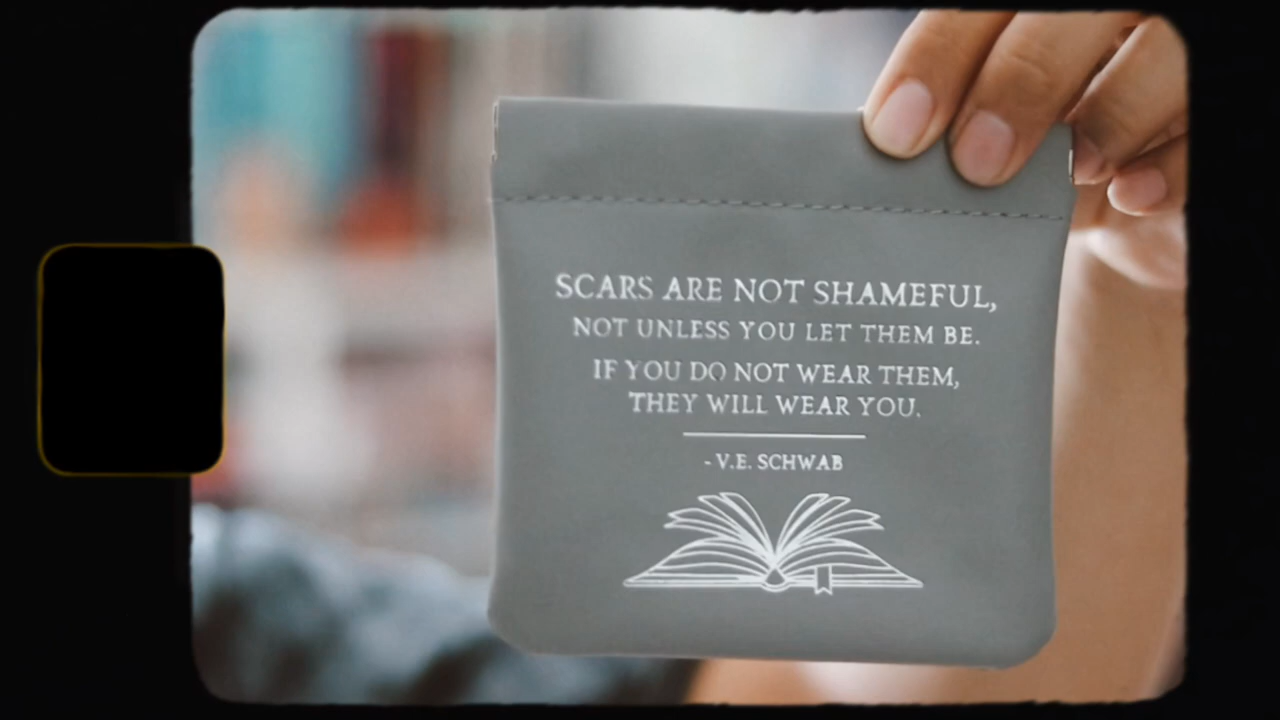 SCARS ARE NOT SHAMEFUL,
NOT UNLESS YOU LET THEM BE.
IF YOU DO NOT WEAR THEM,
THEY WILL WEAR YOU.
- V.E. SCHWAB